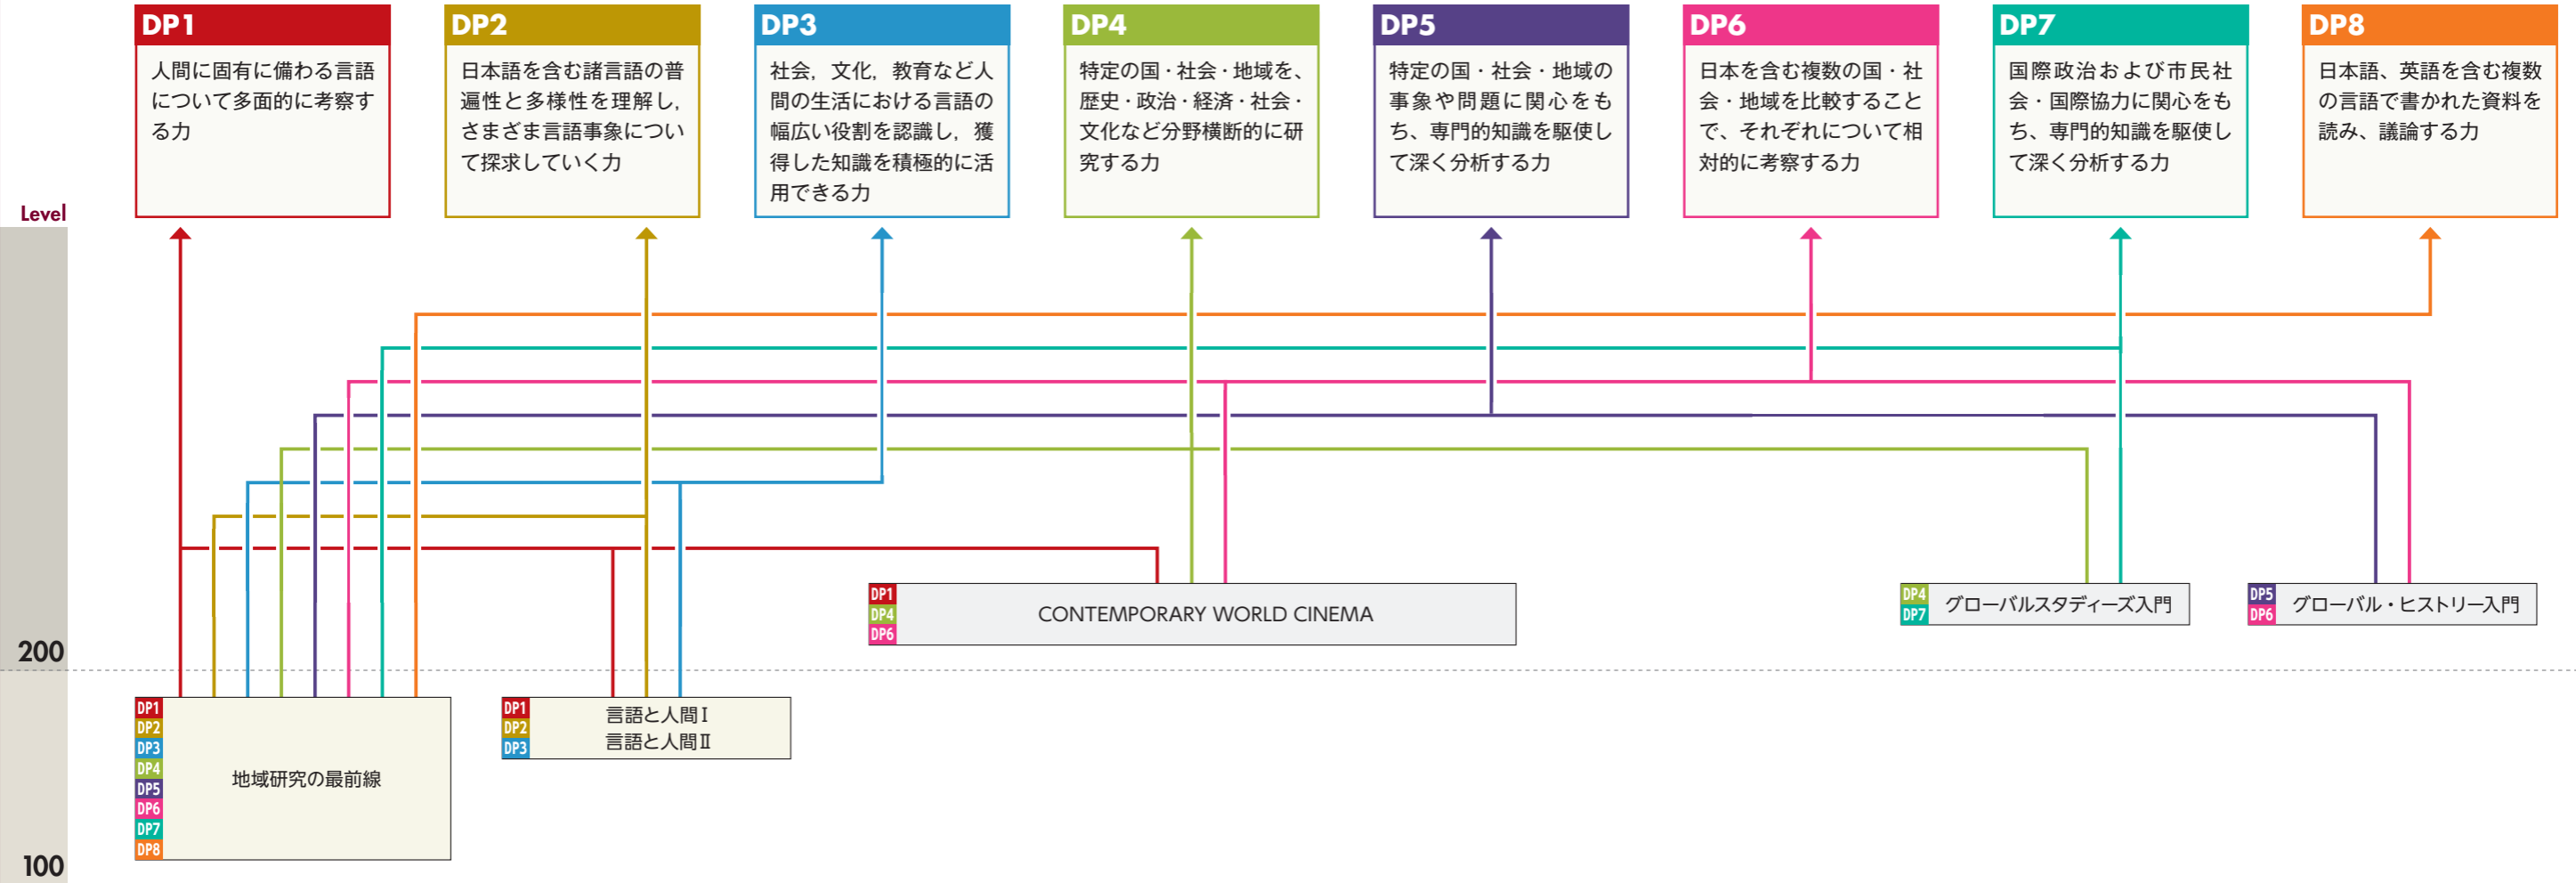 DP1
人間に固有に備わる言語
について多面的に考察す
る力
DP2
日本語を含む諸言語の普
遍性と多様性を理解し,
さまざま言語事象につい
て探求していく力
DP3
社会,文化,教育など人
間の生活における言語の
幅広い役割を認識し,獲
得した知識を積極的に活
用できる力
DP4
特定の国・社会・地域を、
歴史・政治・経済・社会・
文化など分野横断的に研
究する力
DP5
特定の国・社会・地域の
事象や問題に関心をも
ち、専門的知識を駆使し
て深く分析する力
DP6
日本を含む複数の国・社
会・地域を比較すること
で、それぞれについて相
対的に考察する力
DP7
国際政治および市民社
会・国際協力に関心をも
ち、専門的知識を駆使し
て深く分析する力
DP8
日本語、英語を含む複数
の言語で書かれた資料を
読み、議論する力
Level
DP1
DP4
DP6
CONTEMPORARY WORLD CINEMA
DP4
DP7
グローバルスタディーズ入門
DP5
DP6
グローバル・ヒストリー入門
200
DP1
DP2
DP3
DP4
DP5
DP6
DP7
DP8
地域研究の最前線
DP1
DP2
DP3
言語と人間Ⅰ
言語と人間Ⅱ
100